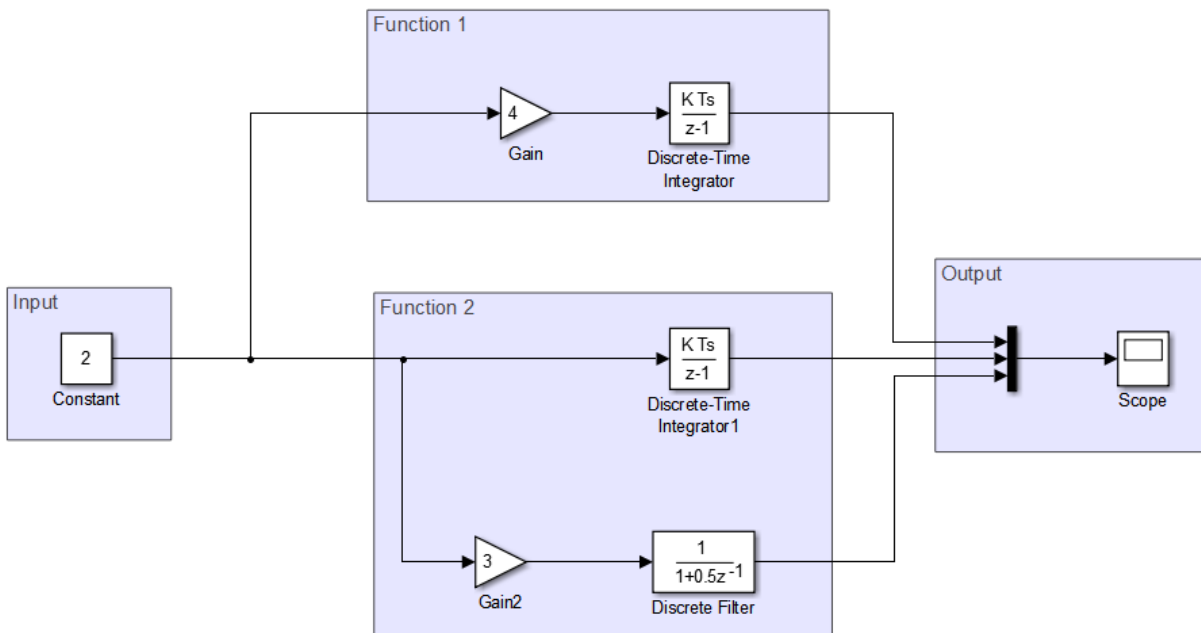 Function 1
4
Gain
K Ts
z-1
Discrete-Time
Integrator
Input
2
Constant
Function 2
K Ts
z-1
Discrete-Time
Integrator1
3
Gain2
1
1+0.5z-1
Discrete Filter
Output
Scope